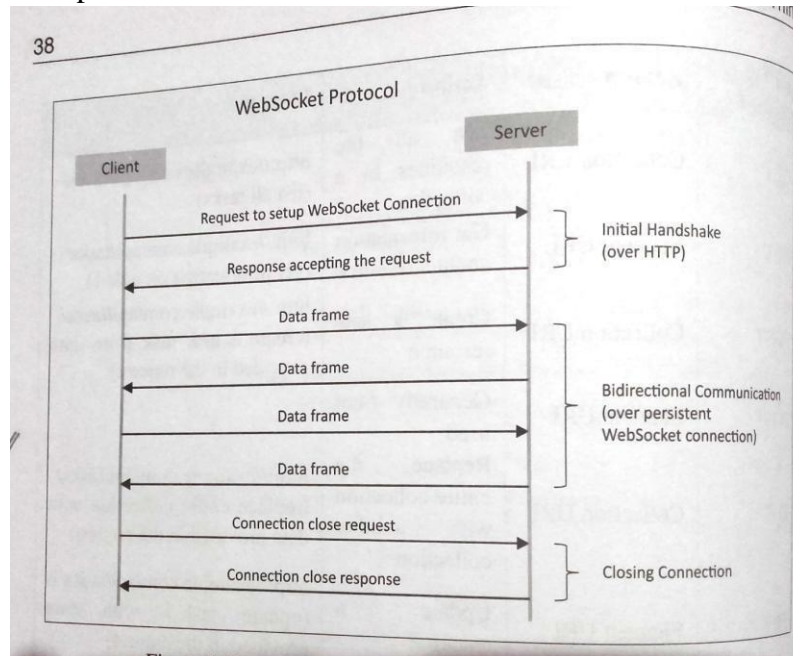 38
WebSocket Protocol
Client
Server
Request to setup WebSocket Connection
Response accepting the request
Initial Handshake
(over HTTP)
Data frame
Data frame
Data frame
Data frame
Bidirectional Communication
(over persistent
WebSocket connection)
Connection close request
Connection close response
Closing Connection